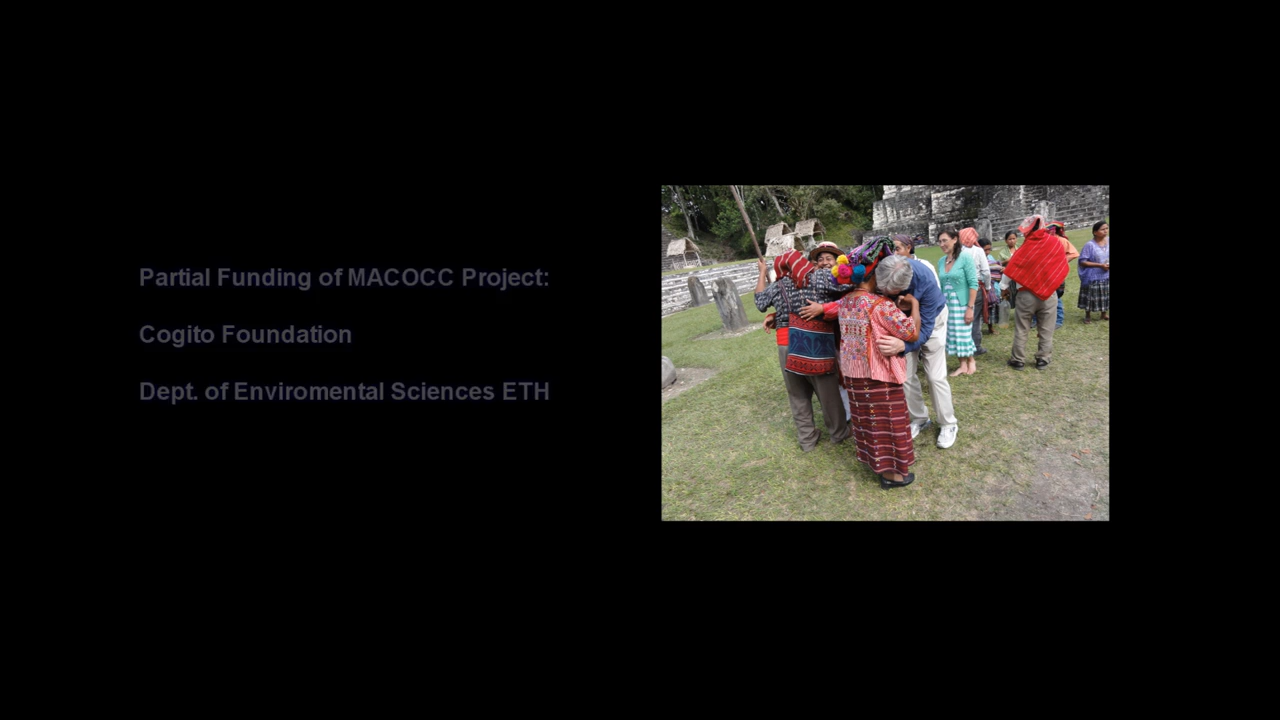 Partial Funding of MACOCC Project:
Cogito Foundation
Dept. of Enviromental Sciences ETH